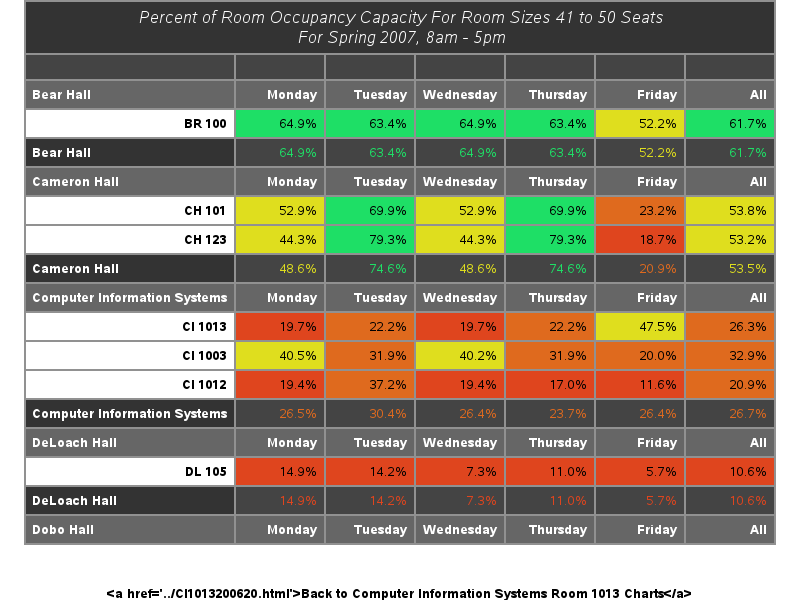 Percent of Room Occupancy Capacity For Room Sizes 41 to 50 Seats
For Spring 2007, 8am - 5pm
Bear Hall Monday Tuesday Wednesday Thursday Friday All
BR 100 64.9% 63.4% 64.9% 63.4% 52.2% 61.7%
Bear Hall 64.9% 63.4% 64.9% 63.4% 52.2% 61.7%
Cameron Hall Monday Tuesday Wednesday Thursday Friday All
CH 101 52.9% 69.9% 52.9% 69.9% 23.2% 53.8%
CH 123 44.3% 79.3% 44.3% 79.3% 18.7% 53.2%
Cameron Hall 48.6% 74.6% 48.6% 74.6% 20.9% 53.5%
Computer Information Systems Monday Tuesday Wednesday Thursday Friday All
CI 1013 19.7% 22.2% 19.7% 22.2% 47.5% 26.3%
CI 1003 40.5% 31.9% 40.2% 31.9% 20.0% 32.9%
CI 1012 19.4% 37.2% 19.4% 17.0% 11.6% 20.9%
Computer Information Systems 26.5% 30.4% 26.4% 23.7% 26.4% 26.7%
DeLoach Hall Monday Tuesday Wednesday Thursday Friday All
DL 105 14.9% 14.2% 7.3% 11.0% 5.7% 10.6%
DeLoach Hall 14.9% 14.2% 7.3% 11.0% 5.7% 10.6%
Dobo Hall Monday Tuesday Wednesday Thursday Friday All
&lt;a href='../CI1013200620.html'&gt;Back to Computer Information Systems Room 1013 Charts&lt;/a&gt;